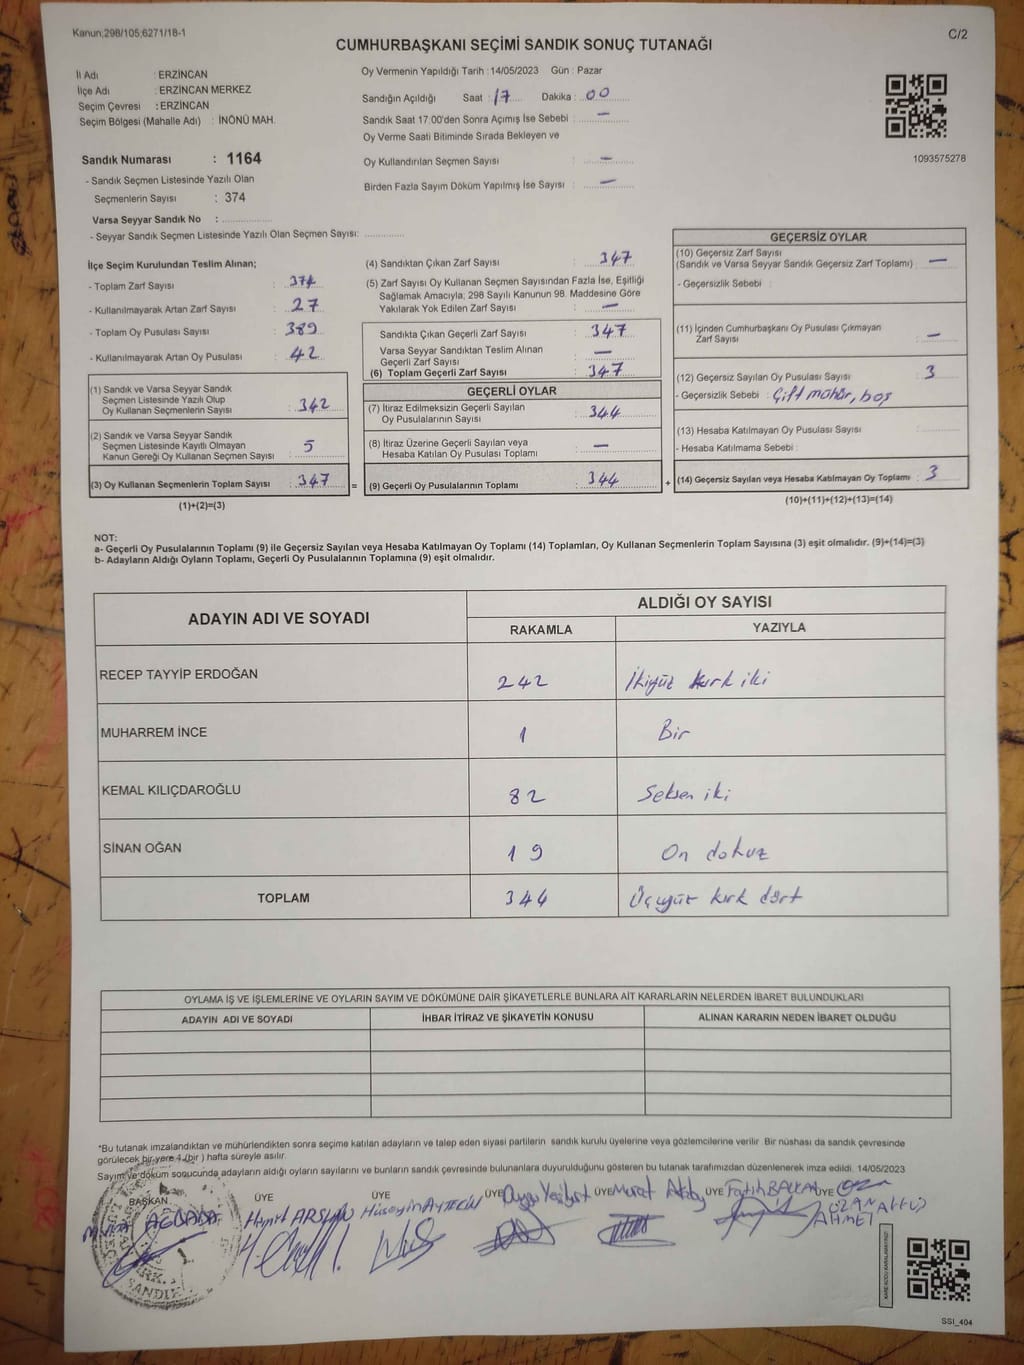 Kanun;298/105;6271/18-1
C/2
CUMHURBAŞKANI SEÇİMİ SANDIK SONUÇ TUTANAĞI
İl Adı : ERZİNCAN
İlçe Adı : ERZİNCAN MERKEZ
Seçim Çevresi : ERZİNCAN
Seçim Bölgesi (Mahalle Adı) : İNÖNÜ MAH.
Sandık Numarası : 1164
- Sandık Seçmen Listesinde Yazılı Olan
Seçmenlerin Sayısı : 374
Varsa Seyyar Sandık No :
- Seyyar Sandık Seçmen Listesinde Yazılı Olan Seçmen Sayısı:
Oy Vermenin Yapıldığı Tarih :14/05/2023 Gün : Pazar
Sandığın Açıldığı Saat : 17 Dakika : 00
Sandık Saat 17:00'den Sonra Açımış İse Sebebi : —
Oy Verme Saati Bitiminde Sırada Bekleyen ve
Oy Kullandırılan Seçmen Sayısı : —
Birden Fazla Sayım Döküm Yapılmış İse Sayısı : —
1093575278
İlçe Seçim Kurulundan Teslim Alınan;
- Toplam Zarf Sayısı : 374
- Kullanılmayarak Artan Zarf Sayısı : 27
- Toplam Oy Pusulası Sayısı : 389
- Kullanılmayarak Artan Oy Pusulası : 42
(1) Sandık ve Varsa Seyyar Sandık
Seçmen Listesinde Yazılı Olup
Oy Kullanan Seçmenlerin Sayısı : 342
(2) Sandık ve Varsa Seyyar Sandık
Seçmen Listesinde Kayıtlı Olmayan
Kanun Gereği Oy Kullanan Seçmen Sayısı : 5
(3) Oy Kullanan Seçmenlerin Toplam Sayısı : 347 =
(1)+(2)=(3)
(4) Sandıktan Çıkan Zarf Sayısı : 347
(5) Zarf Sayısı Oy Kullanan Seçmen Sayısından Fazla İse, Eşitliği
Sağlamak Amacıyla; 298 Sayılı Kanunun 98. Maddesine Göre
Yakılarak Yok Edilen Zarf Sayısı : —
Sandıkta Çıkan Geçerli Zarf Sayısı : 347
Varsa Seyyar Sandıktan Teslim Alınan
Geçerli Zarf Sayısı : —
(6) Toplam Geçerli Zarf Sayısı : 347
GEÇERLİ OYLAR
(7) İtiraz Edilmeksizin Geçerli Sayılan
Oy Pusulasının Sayısı : 344
(8) İtiraz Üzerine Geçerli Sayılan veya
Hesaba Katılan Oy Pusulası Toplamı : —
(9) Geçerli Oy Pusulalarının Toplamı : 344 +
GEÇERSİZ OYLAR
(10) Geçersiz Zarf Sayısı
(Sandık ve Varsa Seyyar Sandık Geçersiz Zarf Toplamı) : —
- Geçersizlik Sebebi :
(11) İçinden Cumhurbaşkanı Oy Pusulası Çıkmayan
Zarf Sayısı : —
(12) Geçersiz Sayılan Oy Pusulası Sayısı : 3
- Geçersizlik Sebebi : Çift mühür, boş
(13) Hesaba Katılmayan Oy Pusulası Sayısı :
- Hesaba Katılmama Sebebi :
(14) Geçersiz Sayılan veya Hesaba Katılmayan Oy Toplamı : 3
(10)+(11)+(12)+(13)=(14)
NOT:
a- Geçerli Oy Pusulalarının Toplamı (9) ile Geçersiz Sayılan veya Hesaba Katılmayan Oy Toplamı (14) Toplamları, Oy Kullanan Seçmenlerin Toplam Sayısına (3) eşit olmalıdır. (9)+(14)=(3)
b- Adayların Aldığı Oyların Toplamı, Geçerli Oy Pusulalarının Toplamına (9) eşit olmalıdır.
ADAYIN ADI VE SOYADI
ALDIĞI OY SAYISI
RAKAMLA YAZIYLA
RECEP TAYYİP ERDOĞAN 242 İkiyüz kırk iki
MUHARREM İNCE 1 Bir
KEMAL KILIÇDAROĞLU 82 Seksen iki
SİNAN OĞAN 19 On dokuz
TOPLAM 344 Üçyüz kırk dört
OYLAMA İŞ VE İŞLEMLERİNE VE OYLARIN SAYIM VE DÖKÜMÜNE DAİR ŞİKAYETLERLE BUNLARA AİT KARARLARIN NELERDEN İBARET BULUNDUKLARI
ADAYIN ADI VE SOYADI İHBAR İTİRAZ VE ŞİKAYETİN KONUSU ALINAN KARARIN NEDEN İBARET OLDUĞU
*Bu tutanak imzalandıktan ve mühürlendikten sonra seçime katılan adayların ve talep eden siyasi partilerin sandık kurulu üyelerine veya gözlemcilerine verilir. Bir nüshası da sandık çevresinde
görülecek bir yere 1 (bir ) hafta süreyle asılır.
Sayım ve döküm sonucunda adayların aldığı oyların sayılarını ve bunların sandık çevresinde bulunanlara duyurulduğunu gösteren bu tutanak tarafımızdan düzenlenerek imza edildi. 14/05/2023
BAŞKAN ÜYE ÜYE ÜYE ÜYE ÜYE ÜYE
ARSLAN Hüseyin AYTEKİN Duygu Yeşilyurt Murat Fatih BALKAN
AHMET OZAN
SANDIK
SSI_404